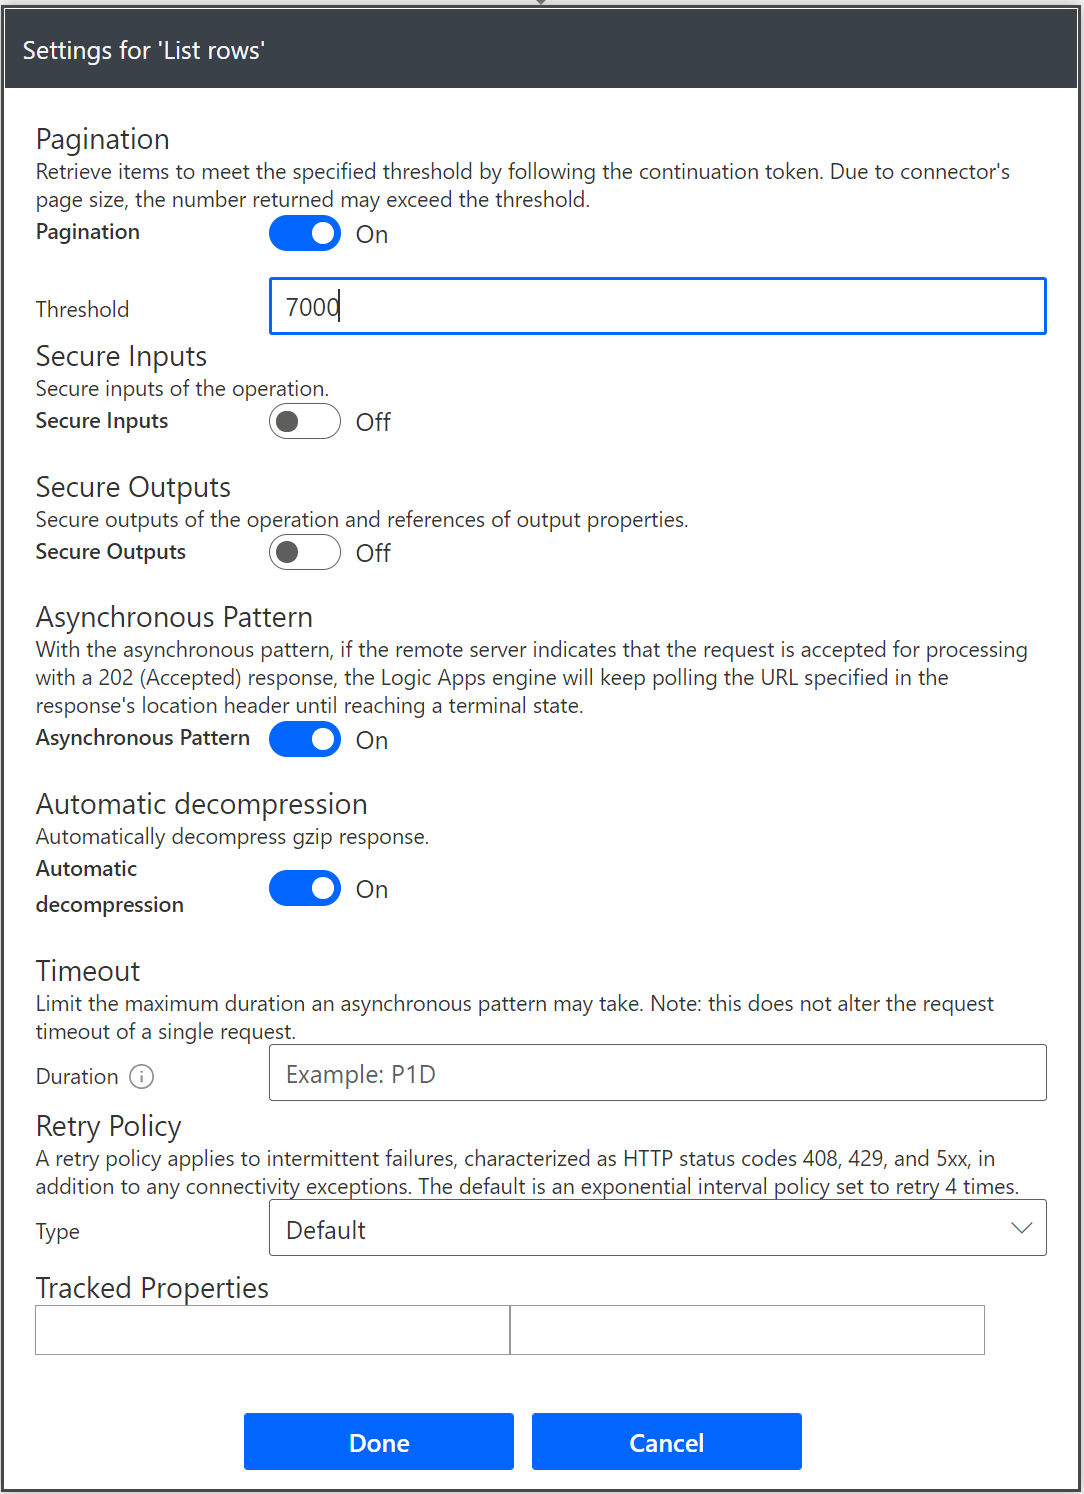 Settings for 'List rows'
Pagination
Retrieve items to meet the specified threshold by following the continuation token. Due to connector's
page size, the number returned may exceed the threshold.
Pagination On
Threshold 7000
Secure Inputs
Secure inputs of the operation.
Secure Inputs Off
Secure Outputs
Secure outputs of the operation and references of output properties.
Secure Outputs Off
Asynchronous Pattern
With the asynchronous pattern, if the remote server indicates that the request is accepted for processing
with a 202 (Accepted) response, the Logic Apps engine will keep polling the URL specified in the
response's location header until reaching a terminal state.
Asynchronous Pattern On
Automatic decompression
Automatically decompress gzip response.
Automatic
decompression On
Timeout
Limit the maximum duration an asynchronous pattern may take. Note: this does not alter the request
timeout of a single request.
Duration Example: P1D
Retry Policy
A retry policy applies to intermittent failures, characterized as HTTP status codes 408, 429, and 5xx, in
addition to any connectivity exceptions. The default is an exponential interval policy set to retry 4 times.
Type Default
Tracked Properties
Done Cancel